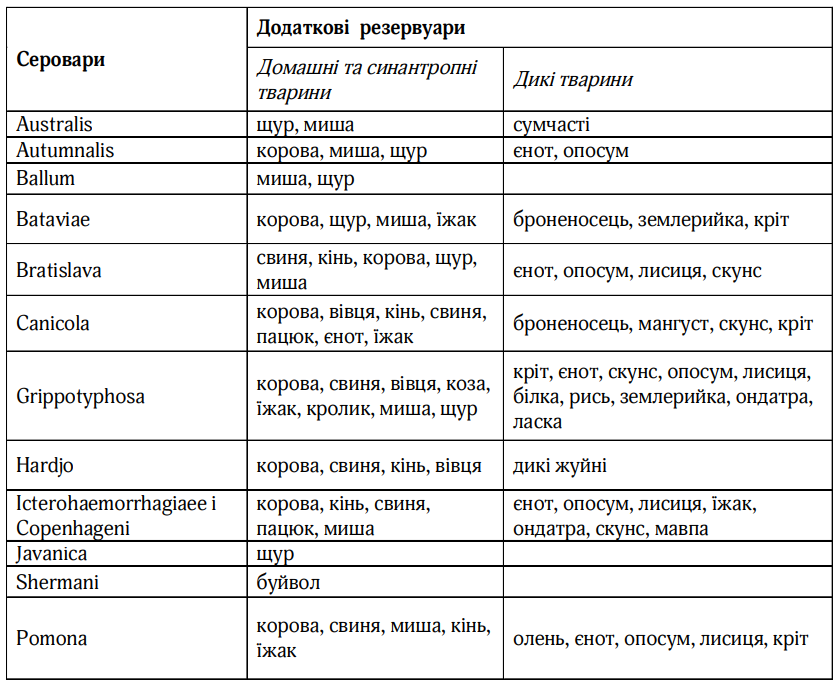 Серовари
Додаткові резервуари
Домашні та синантропні
тварини
Дикі тварини
Australis
щур, миша
сумчасті
Autumnalis
корова, миша, щур
єнот, опосум
Ballum
миша, щур
Bataviae
корова, щур, миша, їжак
броненосець, землерийка, кріт
Bratislava
свиня, кінь, корова, щур,
миша
єнот, опосум, лисиця, скунс
Canicola
корова, вівця, кінь, свиня,
пацюк, єнот, їжак
броненосець, мангуст, скунс, кріт
Grippotyphosa
корова, свиня, вівця, коза,
їжак, кролик, миша, щур
кріт, єнот, скунс, опосум, лисиця,
білка, рись, землерийка, ондатра,
ласка
Hardjo
корова, свиня, кінь, вівця
дикі жуйні
Icterohaemorrhagiaee і
Copenhageni
корова, кінь, свиня,
пацюк, миша
єнот, опосум, лисиця, їжак,
ондатра, скунс, мавпа
Javanica
щур
Shermani
буйвол
Pomona
корова, свиня, миша, кінь,
їжак
олень, єнот, опосум, лисиця, кріт